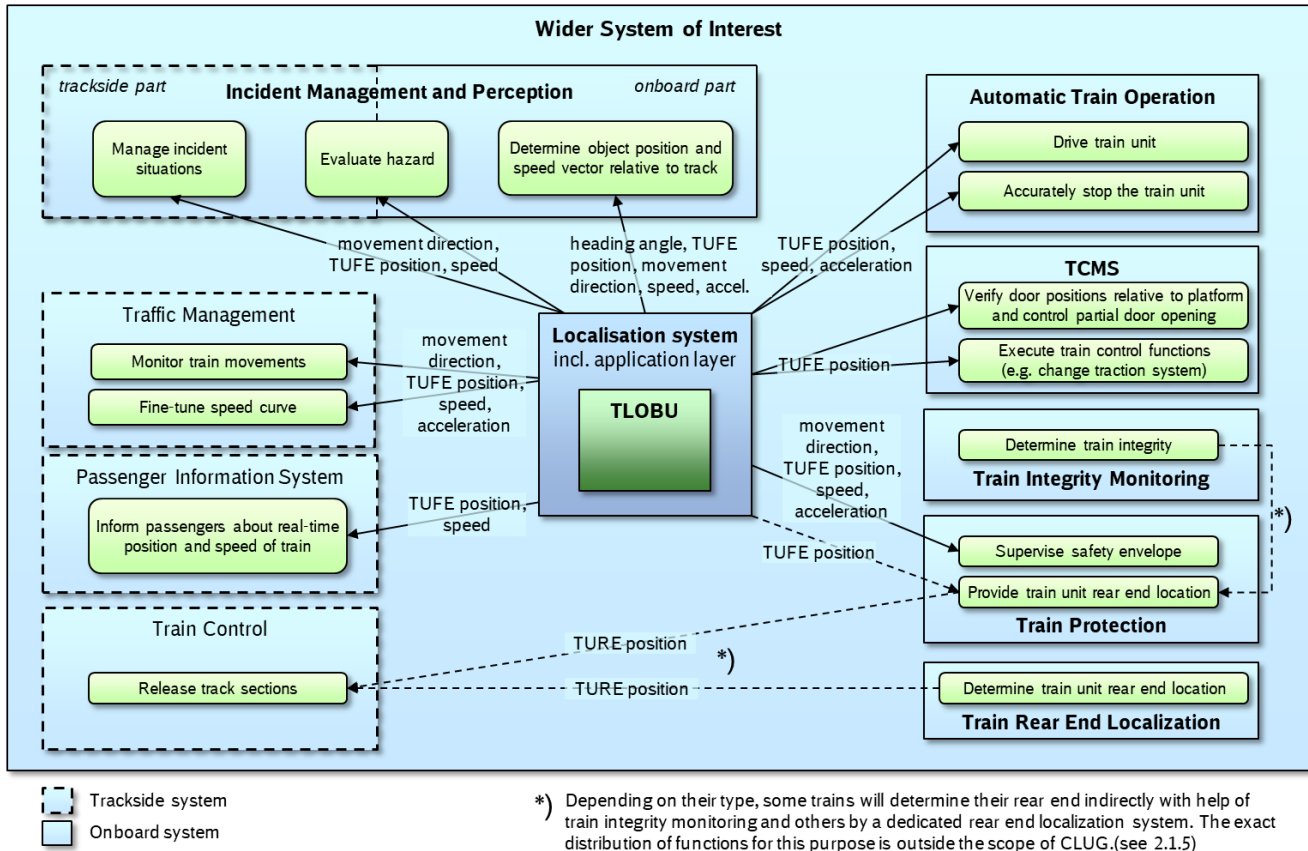 Wider System of Interest
trackside part
Incident Management and Perception
onboard part
Manage incident
situations
Evaluate hazard
Determine object position and
speed vector relative to track
Automatic Train Operation
Drive train unit
Accurately stop the train unit
movement direction,
TUFE position, speed
heading angle, TUFE
position, movement
direction, speed, accel.
TUFE position,
speed, acceleration
TCMS
Verify door positions relative to platform
and control partial door opening
Execute train control functions
(e.g. change traction system)
Traffic Management
Monitor train movements
Fine-tune speed curve
movement
direction,
TUFE position,
speed,
acceleration
Localisation system
incl. application layer
TLOBU
TUFE position
Determine train integrity
Train Integrity Monitoring
movement
direction,
TUFE position,
speed,
acceleration
Passenger Information System
Inform passengers about real-time
position and speed of train
TUFE position,
speed
*)
TUFE position
Supervise safety envelope
Provide train unit rear end location
Train Protection
Train Control
Release track sections
TURE position
*)
TURE position
Determine train unit rear end location
Train Rear End Localization
Trackside system
Onboard system
*) Depending on their type, some trains will determine their rear end indirectly with help of
train integrity monitoring and others by a dedicated rear end localization system. The exact
distribution of functions for this purpose is outside the scope of CLUG.(see 2.1.5)